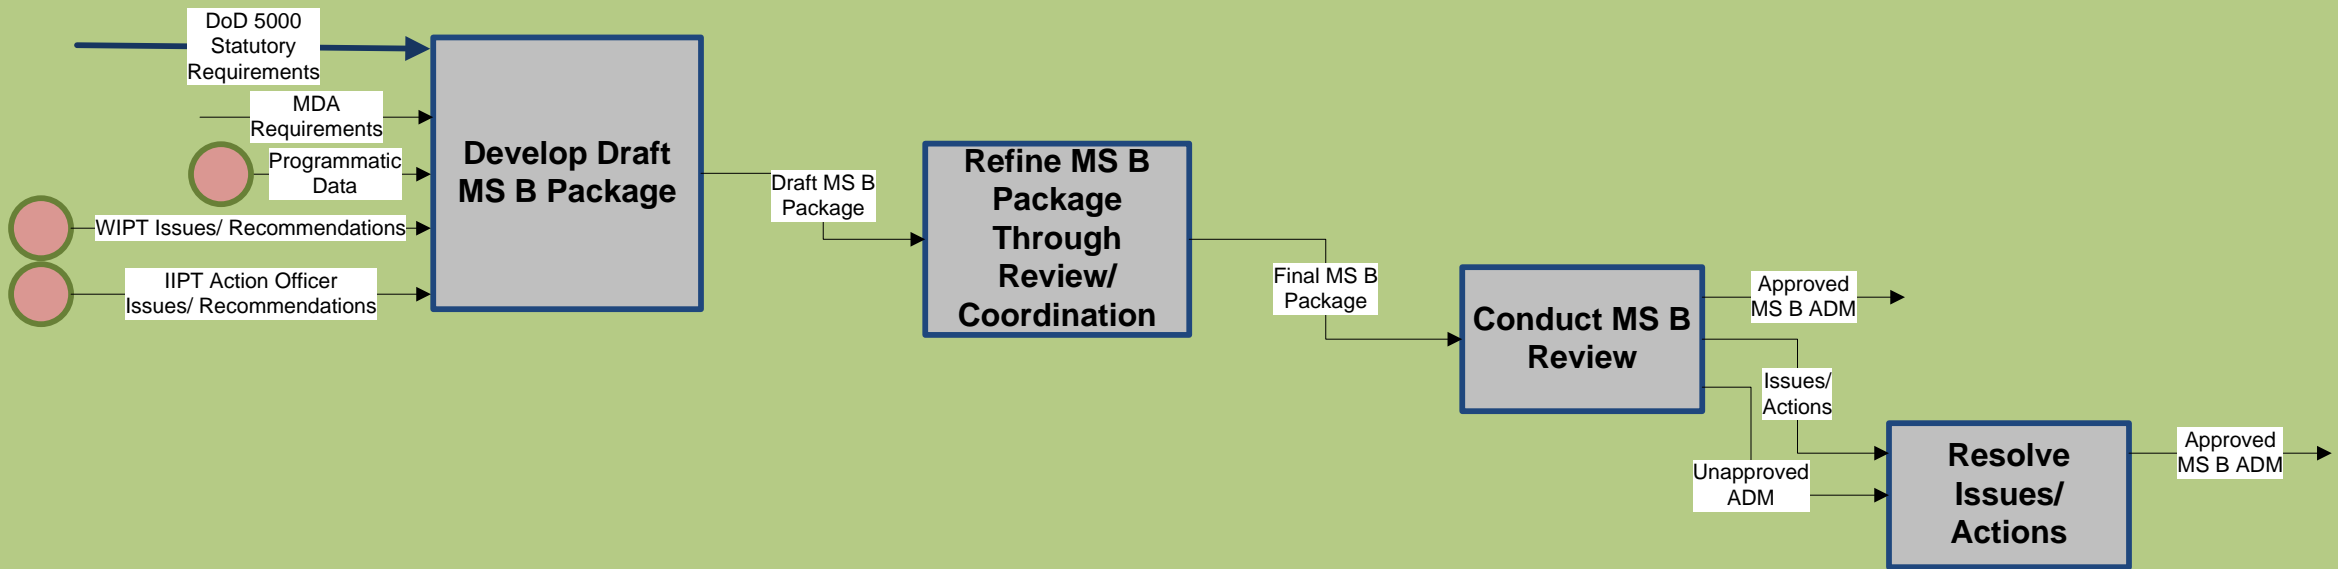 DoD 5000
Statutory
Requirements
MDA
Requirements
Programmatic
Data
WIPT Issues/ Recommendations
IIPT Action Officer
Issues/ Recommendations
Develop Draft
MS B Package
Draft MS B
Package
Refine MS B
Package
Through
Review/
Coordination
Final MS B
Package
Conduct MS B
Review
Approved
MS B ADM
Issues/
Actions
Unapproved
ADM
Resolve
Issues/
Actions
Approved
MS B ADM